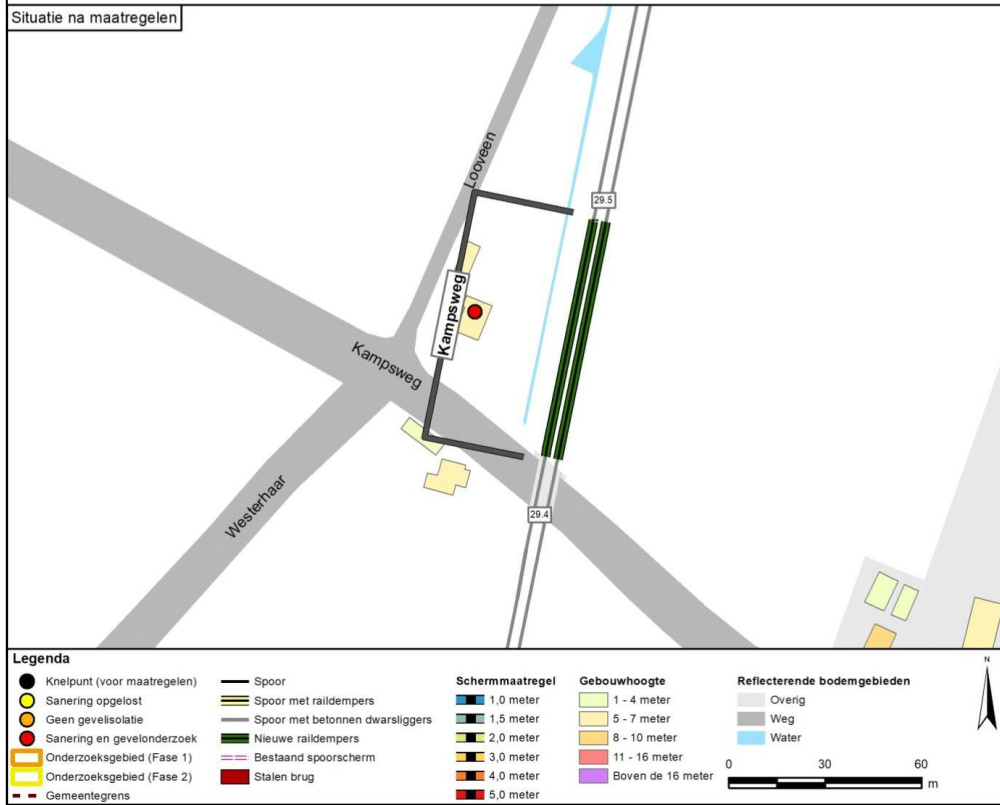 Situatie na maatregelen
Looveen
29.5
Kampsweg
Kampsweg
Westerhaar
29.4
Legenda
Knelpunt (voor maatregelen)
Sanering opgelost
Geen gevelisolatie
Sanering en gevelonderzoek
Onderzoeksgebied (Fase 1)
Onderzoeksgebied (Fase 2)
Gemeentegrens
Spoor
Spoor met raildempers
Spoor met betonnen dwarsliggers
Nieuwe raildempers
Bestaand spoorscherm
Stalen brug
Schermmaatregel
1,0 meter
1,5 meter
2,0 meter
3,0 meter
4,0 meter
5,0 meter
Gebouwhoogte
1 - 4 meter
5 - 7 meter
8 - 10 meter
11 - 16 meter
Boven de 16 meter
Reflecterende bodemgebieden
Overig
Weg
Water
N
0 30 60
m